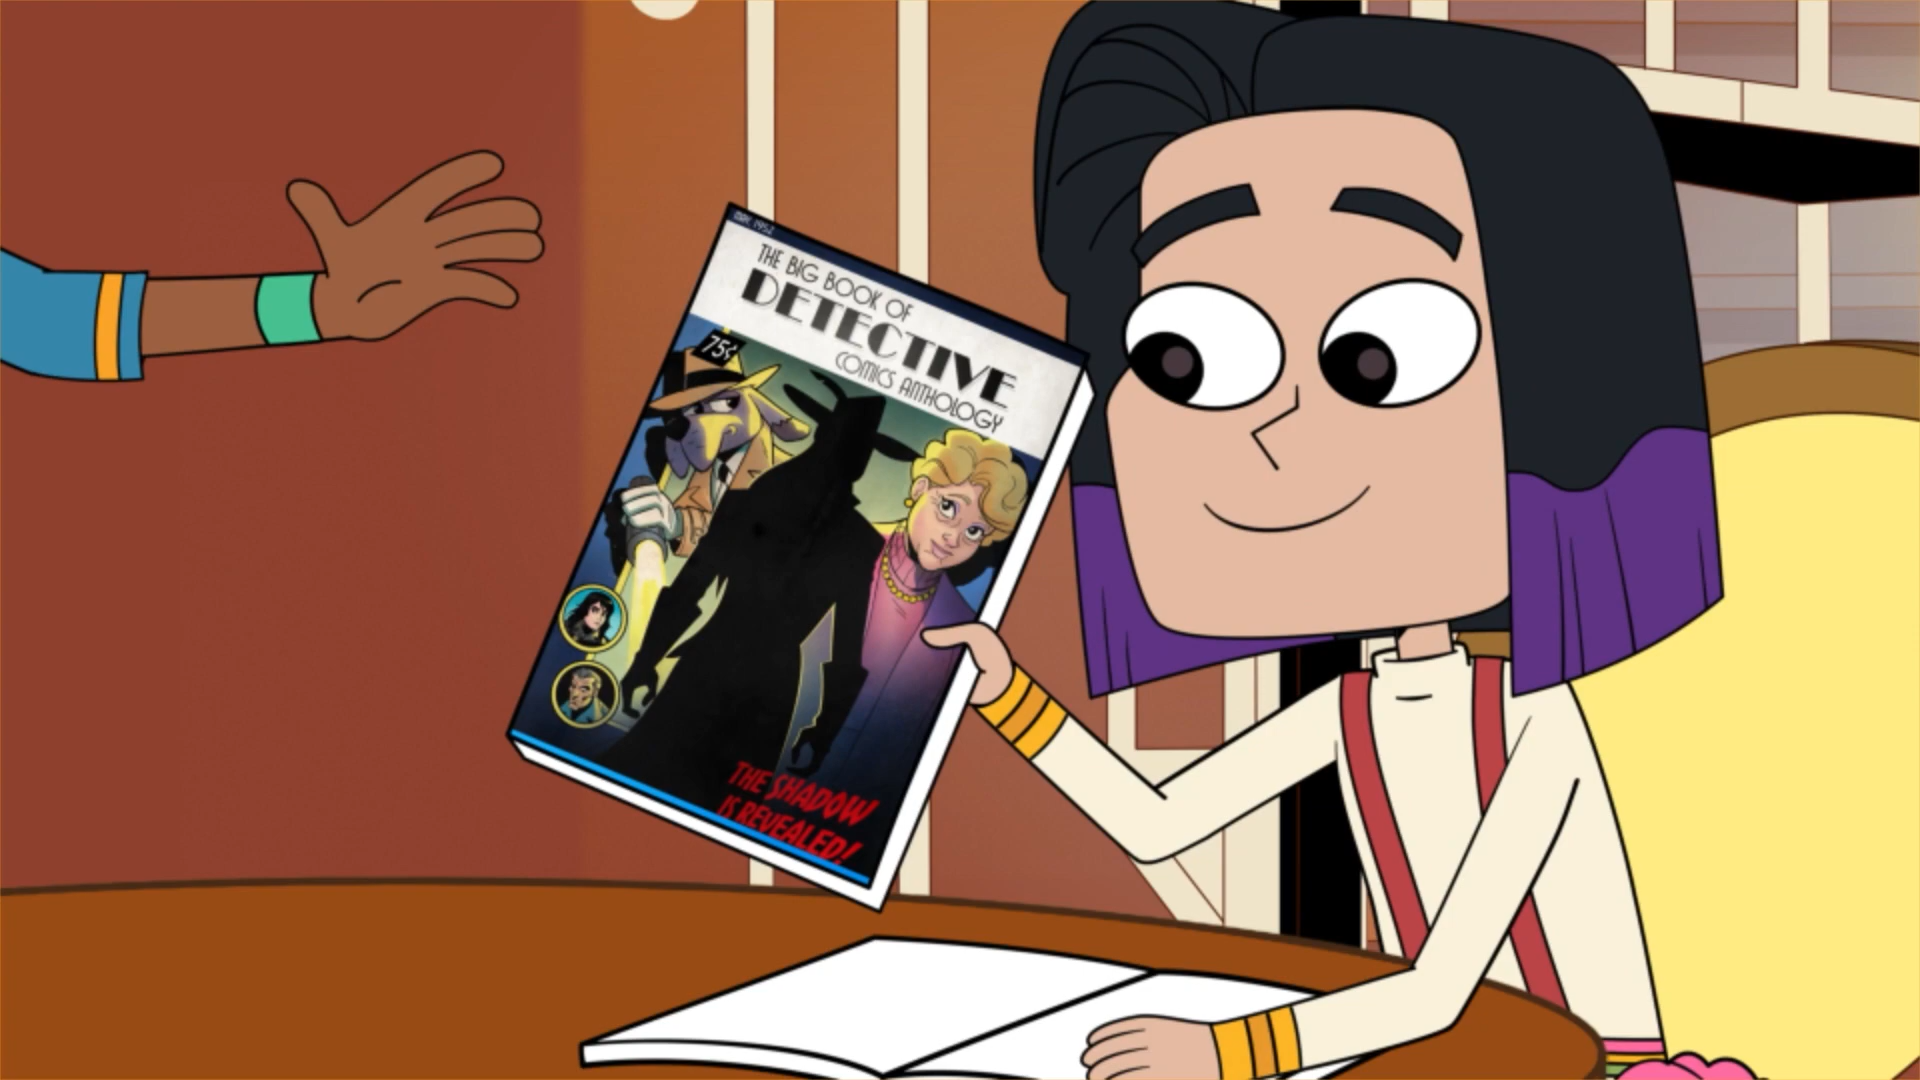 THE BIG BOOK OF
DETECTIVE
COMICS ANTHOLOGY
75¢
THE SHADOW
IS REVEALED!